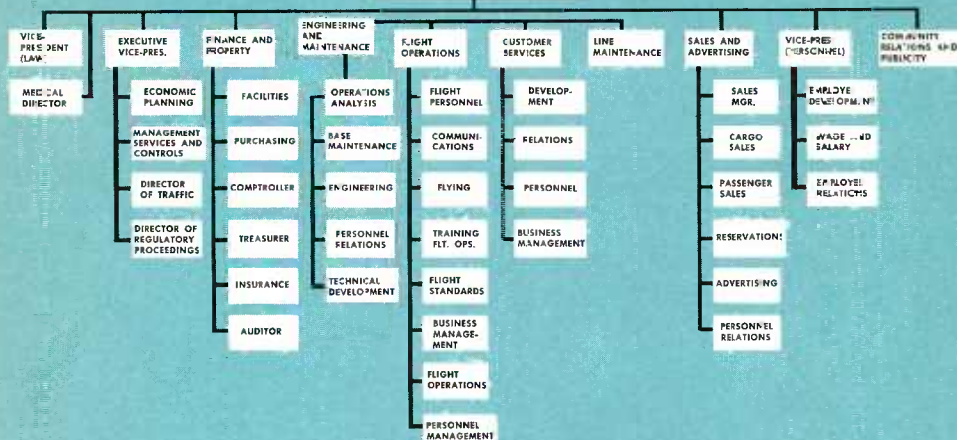 VICE-
PRESIDENT
(LAW)
MEDICAL
DIRECTOR
EXECUTIVE
VICE-PRES.
ECONOMIC
PLANNING
MANAGEMENT
SERVICES AND
CONTROLS
DIRECTOR
OF TRAFFIC
DIRECTOR OF
REGULATORY
PROCEEDINGS
FINANCE AND
PROPERTY
FACILITIES
PURCHASING
COMPTROLLER
TREASURER
INSURANCE
AUDITOR
ENGINEERING
AND
MAINTENANCE
OPERATIONS
ANALYSIS
BASE
MAINTENANCE
ENGINEERING
PERSONNEL
RELATIONS
TECHNICAL
DEVELOPMENT
FLIGHT
OPERATIONS
FLIGHT
PERSONNEL
COMMUNI-
CATIONS
FLYING
TRAINING
FLT. OPS.
FLIGHT
STANDARDS
BUSINESS
MANAGE-
MENT
FLIGHT
OPERATIONS
PERSONNEL
MANAGEMENT
CUSTOMER
SERVICES
DEVELOP-
MENT
RELATIONS
PERSONNEL
BUSINESS
MANAGEMENT
LINE
MAINTENANCE
SALES AND
ADVERTISING
SALES
MGR.
CARGO
SALES
PASSENGER
SALES
RESERVATIONS
ADVERTISING
PERSONNEL
RELATIONS
VICE-PRES
(PERSONNEL)
EMPLOYE
DEVELOPMENT
WAGE AND
SALARY
EMPLOYE
RELATIONS
COMMUNITY
RELATIONS AND
PUBLICITY